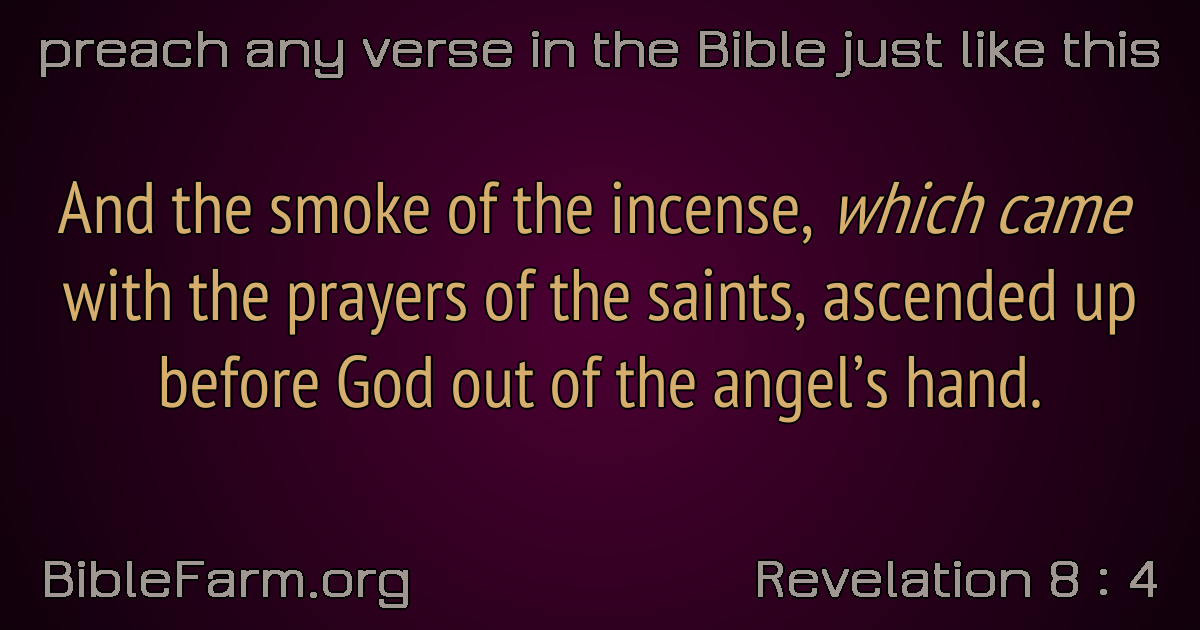 preach any verse in the Bible just like this
And the smoke of the incense, which came
with the prayers of the saints, ascended up
before God out of the angel’s hand.
BibleFarm.org
Revelation 8 : 4